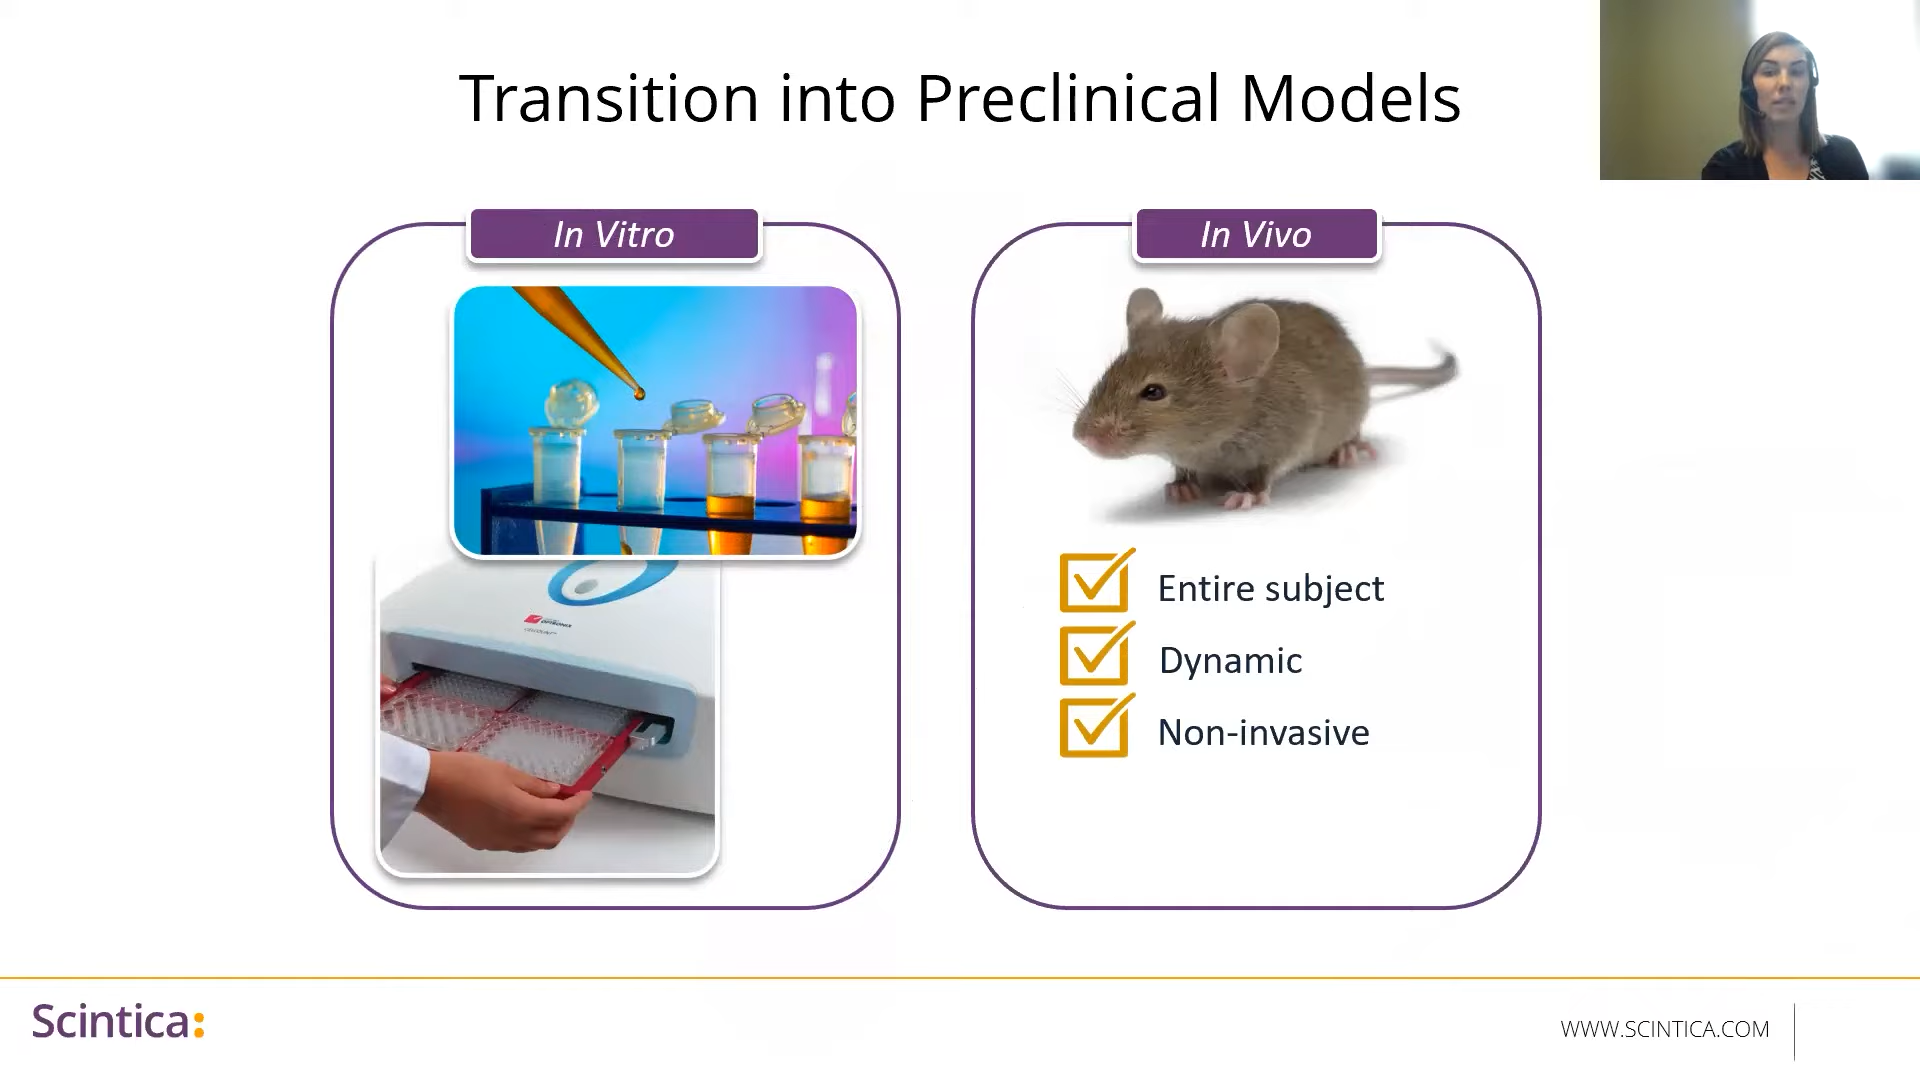 Transition into Preclinical Models
In Vitro
In Vivo
Entire subject
Dynamic
Non-invasive
Scintica:
WWW.SCINTICA.COM